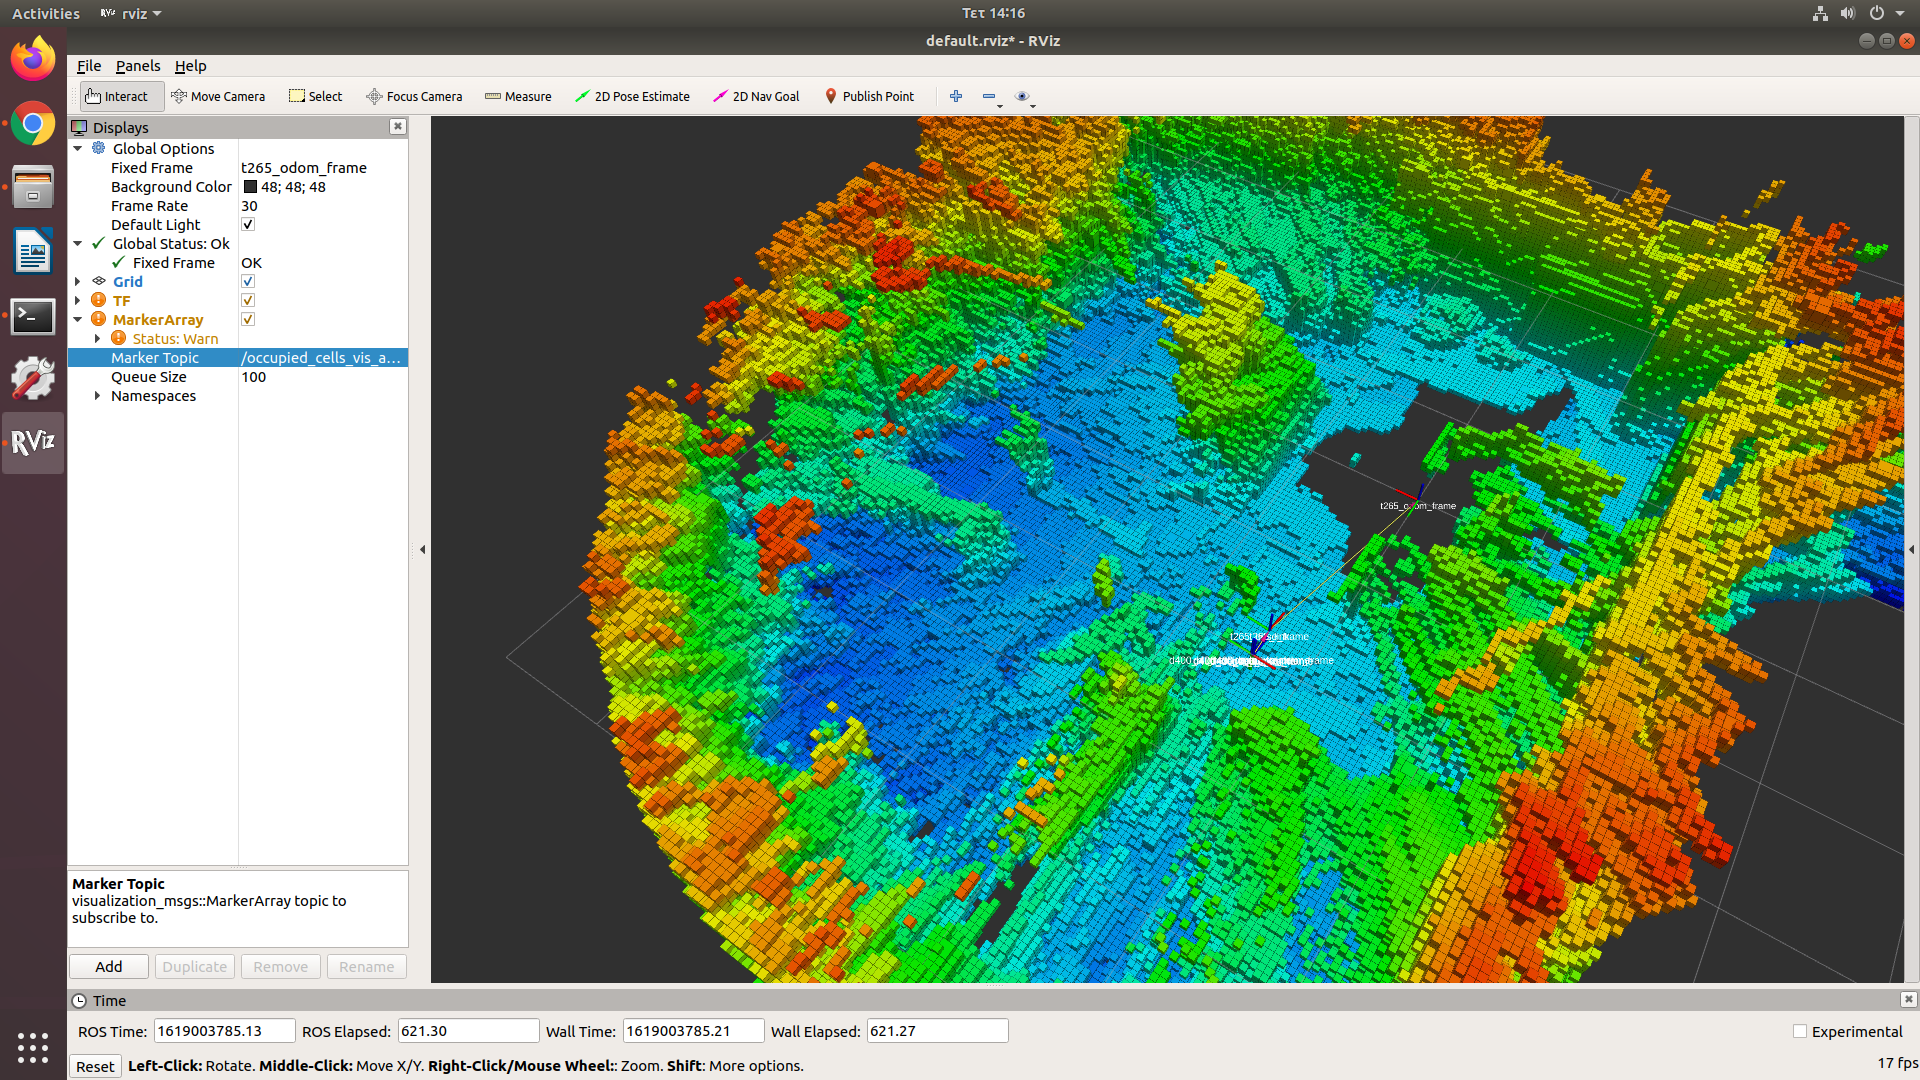 Activities
RViz rviz
Τετ 14:16
default.rviz* - RViz
File Panels Help
Interact Move Camera Select Focus Camera Measure 2D Pose Estimate 2D Nav Goal Publish Point
Displays
Global Options
Fixed Frame t265_odom_frame
Background Color 48; 48; 48
Frame Rate 30
Default Light
Global Status: Ok
Fixed Frame OK
Grid
TF
MarkerArray
Status: Warn
Marker Topic /occupied_cells_vis_a...
Queue Size 100
Namespaces
RViz
t265_odom_frame
Marker Topic
visualization_msgs::MarkerArray topic to
subscribe to.
Add Duplicate Remove Rename
Time
ROS Time: 1619003785.13 ROS Elapsed: 621.30 Wall Time: 1619003785.21 Wall Elapsed: 621.27 Experimental
Reset Left-Click: Rotate. Middle-Click: Move X/Y. Right-Click/Mouse Wheel:: Zoom. Shift: More options. 17 fps